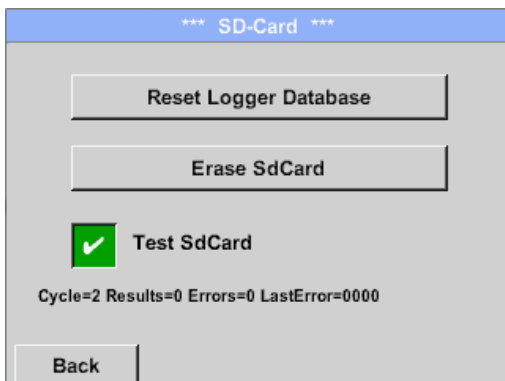 *** SD-Card ***
Reset Logger Database
Erase SdCard
Test SdCard
Cycle=2 Results=0 Errors=0 LastError=0000
Back